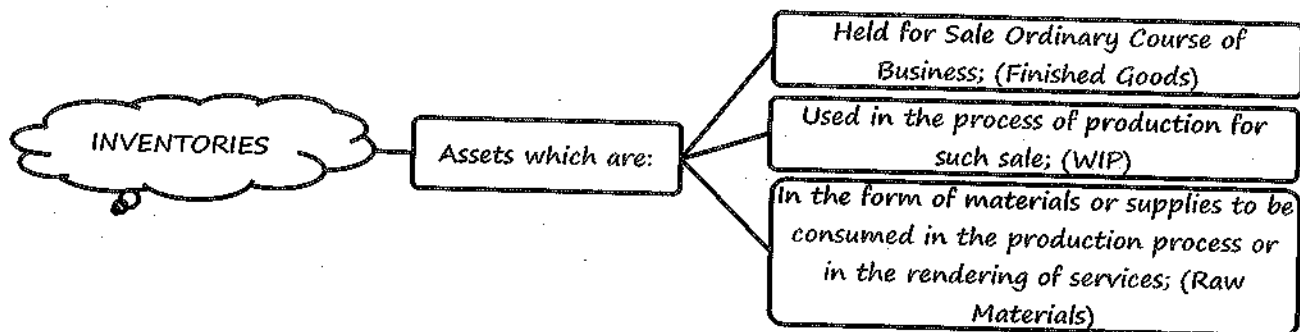 INVENTORIES
Assets which are:
Held for Sale Ordinary Course of
Business; (Finished Goods)
Used in the process of production for
such sale; (WIP)
In the form of materials or supplies to be
consumed in the production process or
in the rendering of services; (Raw
Materials)